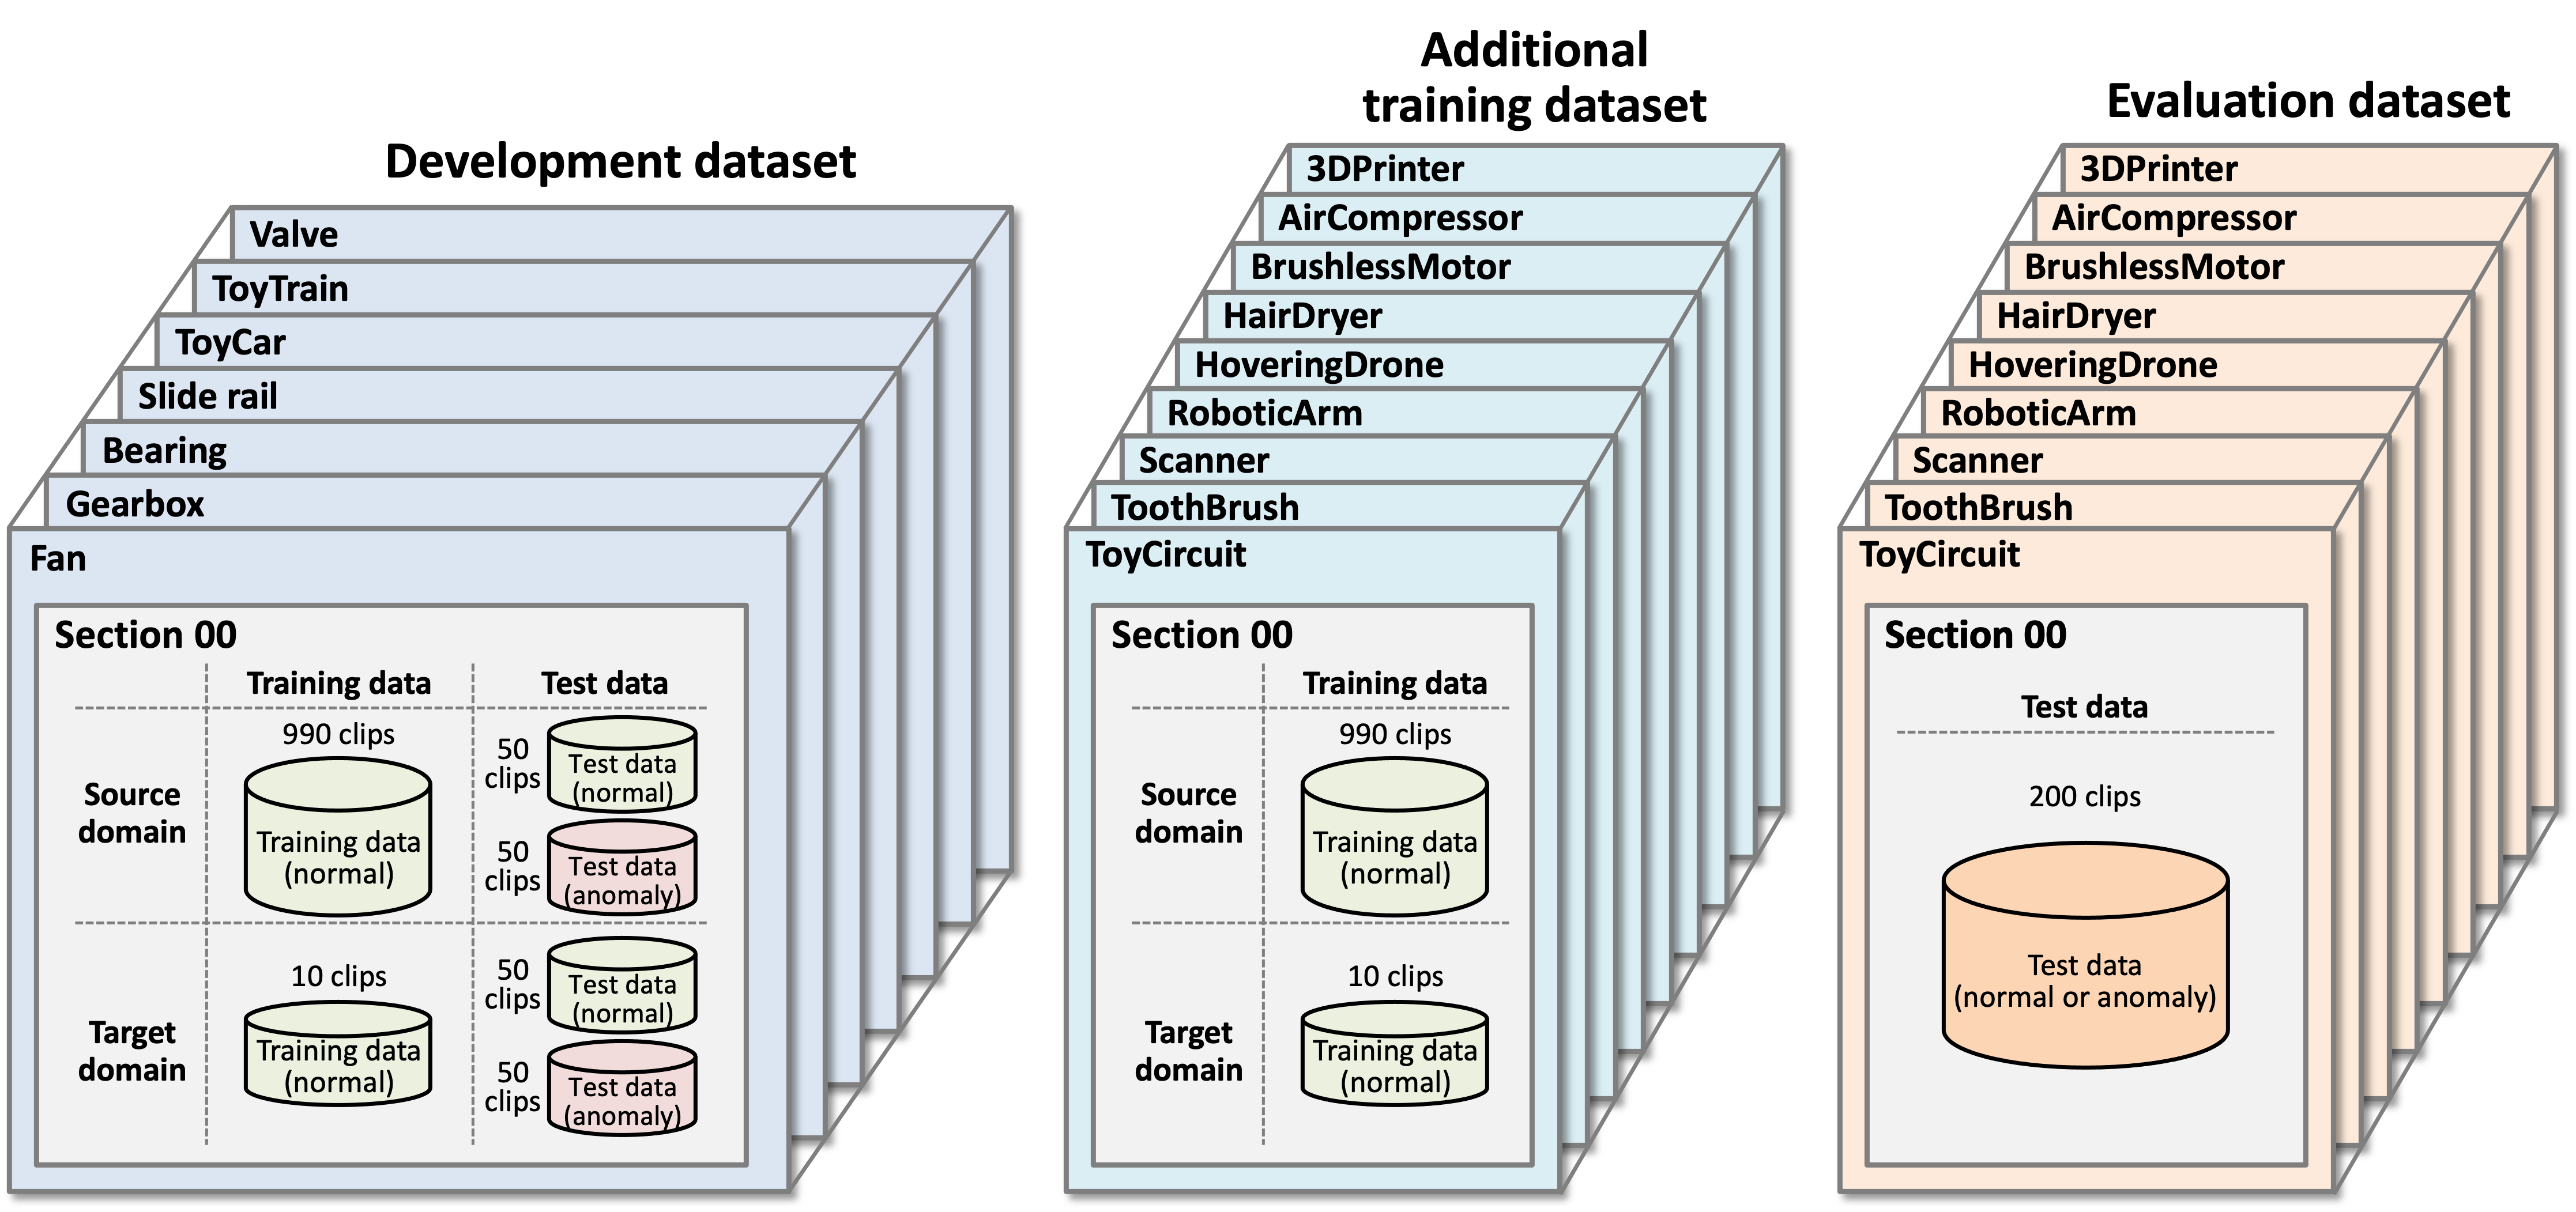 Development dataset
Valve
ToyTrain
ToyCar
Slide rail
Bearing
Gearbox
Fan
Section 00
Training data
Test data
Source
domain
990 clips
Training data
(normal)
50
clips
Test data
(normal)
50
clips
Test data
(anomaly)
Target
domain
10 clips
Training data
(normal)
50
clips
Test data
(normal)
50
clips
Test data
(anomaly)
Additional
training dataset
3DPrinter
AirCompressor
BrushlessMotor
HairDryer
HoveringDrone
RoboticArm
Scanner
ToothBrush
ToyCircuit
Section 00
Training data
Source
domain
990 clips
Training data
(normal)
Target
domain
10 clips
Training data
(normal)
Evaluation dataset
3DPrinter
AirCompressor
BrushlessMotor
HairDryer
HoveringDrone
RoboticArm
Scanner
ToothBrush
ToyCircuit
Section 00
Test data
200 clips
Test data
(normal or anomaly)